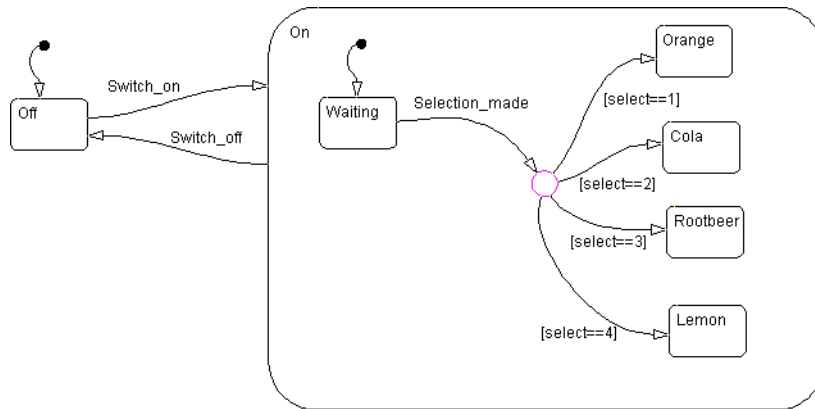 On
Orange
Switch_on
Off
Waiting
Selection_made
[select==1]
Switch_off
Cola
[select==2]
Rootbeer
[select==3]
Lemon
[select==4]